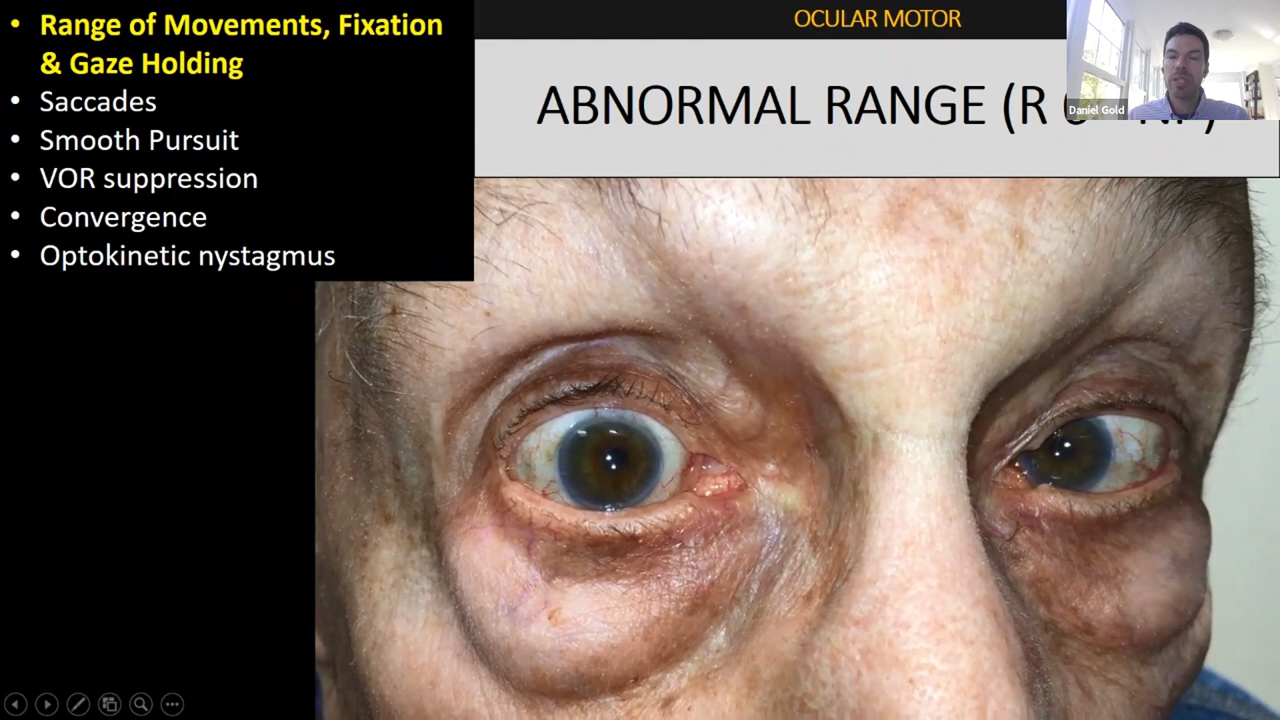 • Range of Movements, Fixation
& Gaze Holding
• Saccades
• Smooth Pursuit
• VOR suppression
• Convergence
• Optokinetic nystagmus
OCULAR MOTOR
ABNORMAL RANGE (R
Daniel Gold